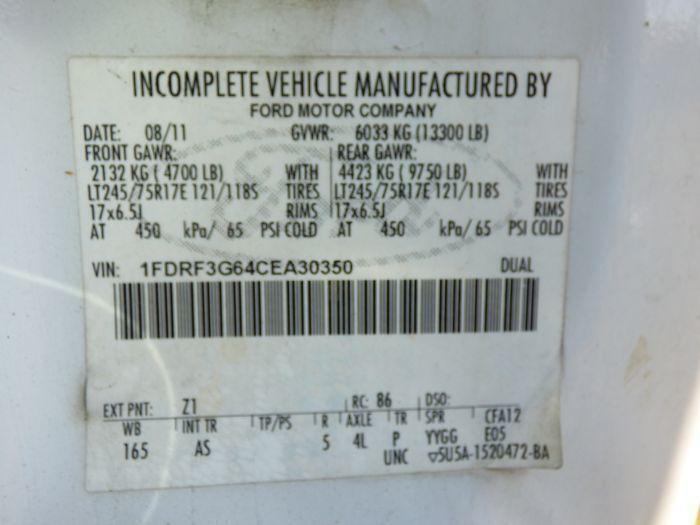 INCOMPLETE VEHICLE MANUFACTURED BY
FORD MOTOR COMPANY
DATE: 08/11 GVWR: 6033 KG (13300 LB)
FRONT GAWR: REAR GAWR:
2132 KG ( 4700 LB) WITH 4423 KG ( 9750 LB) WITH
LT245/75R17E 121/118S TIRES LT245/75R17E 121/118S TIRES
17x6.5J RIMS 17x6.5J RIMS
AT 450 kPa/ 65 PSI COLD AT 450 kPa/ 65 PSI COLD
VIN: 1FDRF3G64CEA30350 DUAL
EXT PNT: Z1 RC: 86 DSO:
WB INT TR TP/PS R AXLE TR SPR CFA12
165 AS 5 4L P YYGG E05
UNC ▽5U5A-1520472-BA